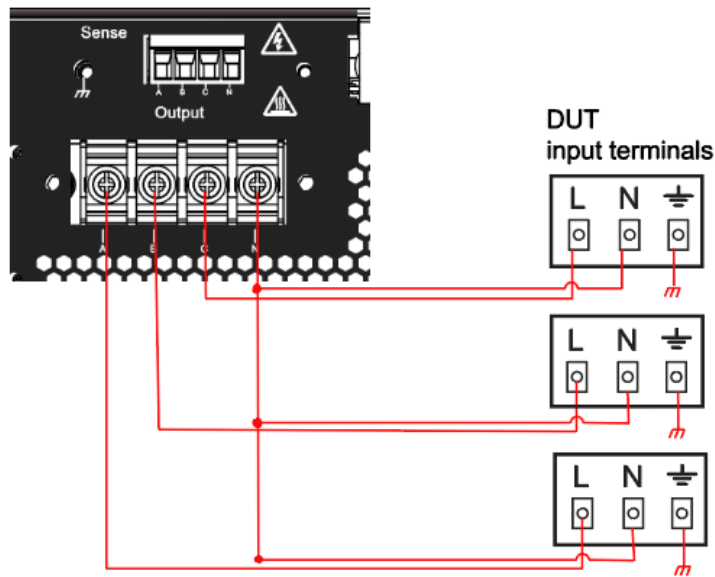 Sense
A B C N
Output
A B C N
DUT
input terminals
L N
L N
L N